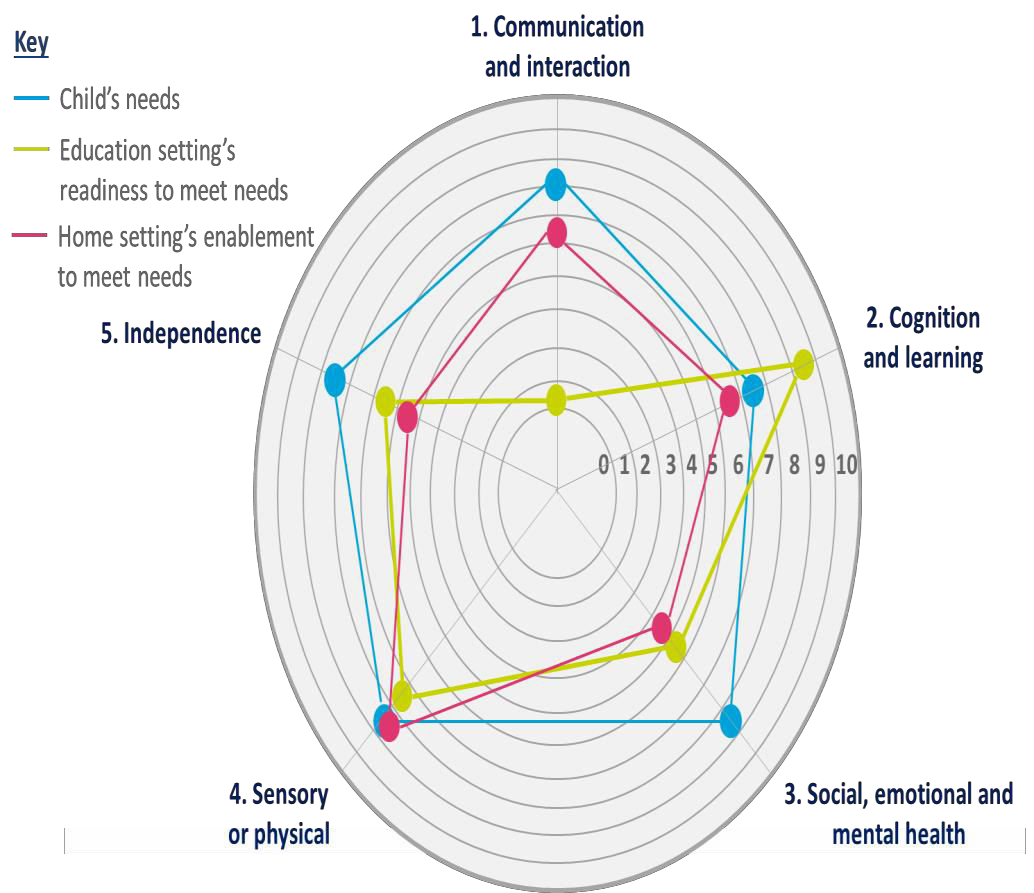 1. Communication
and interaction
Key
Child's needs
Education setting's
readiness to meet needs
Home setting's enablement
to meet needs
5. Independence
2. Cognition
and learning
0 1 2 3 4 5 6 7 8 9 10
4. Sensory
or physical
3. Social, emotional and
mental health